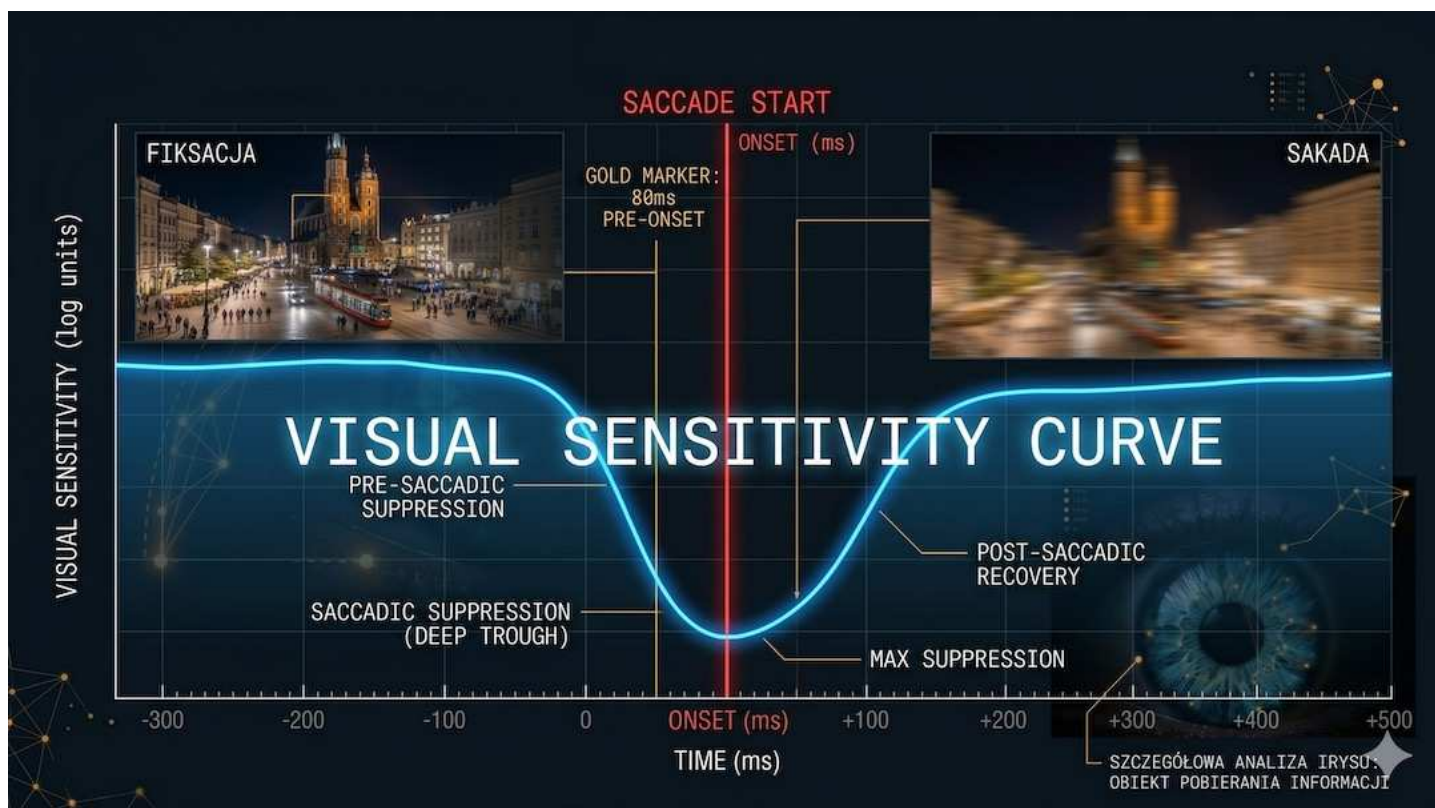 SACCADE START
ONSET (ms)
FIKSACJA
SAKADA
GOLD MARKER:
80ms
PRE-ONSET
VISUAL SENSITIVITY (log units)
VISUAL SENSITIVITY CURVE
PRE-SACCADIC
SUPPRESSION
POST-SACCADIC
RECOVERY
SACCADIC SUPPRESSION
(DEEP TROUGH)
MAX SUPPRESSION
-300 -200 -100 0 ONSET (ms) +100 +200 +300 +400 +500
TIME (ms)
SZCZEGÓŁOWA ANALIZA IRYSU:
OBIEKT POBIERANIA INFORMACJI